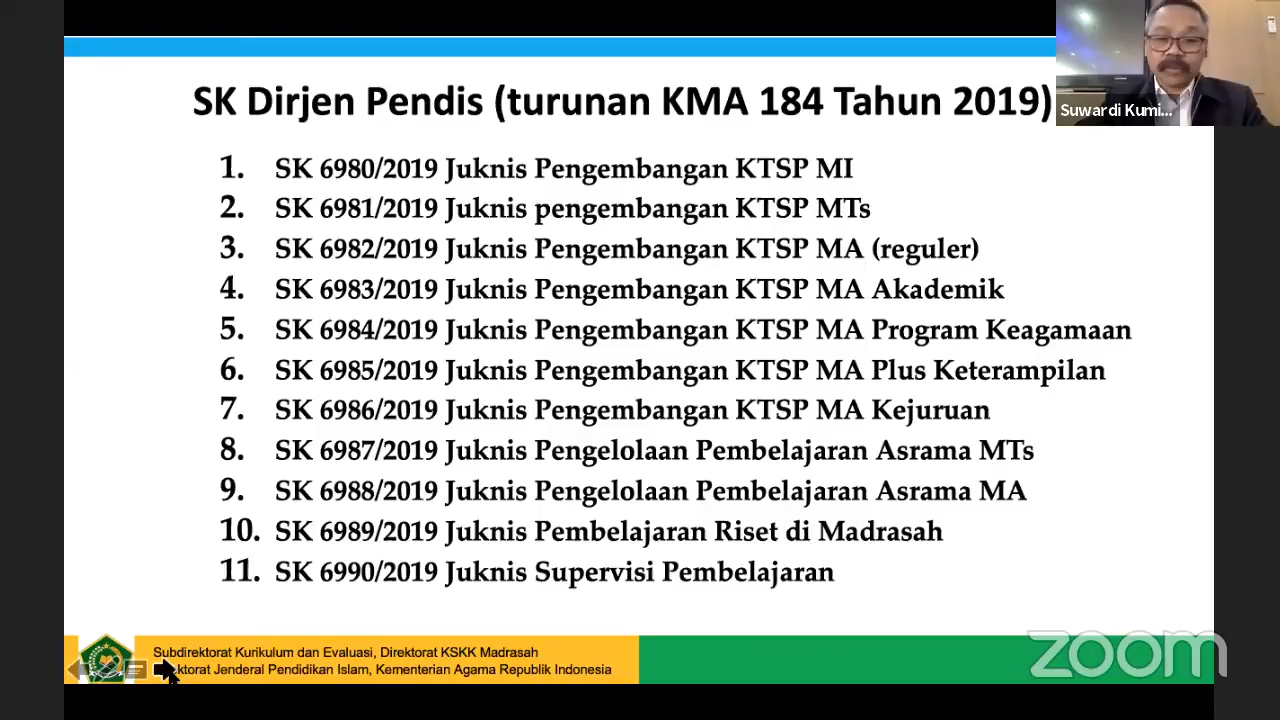 SK Dirjen Pendis (turunan KMA 184 Tahun 2019)
Suwardi Kumi...
1. SK 6980/2019 Juknis Pengembangan KTSP MI
2. SK 6981/2019 Juknis pengembangan KTSP MTs
3. SK 6982/2019 Juknis Pengembangan KTSP MA (reguler)
4. SK 6983/2019 Juknis Pengembangan KTSP MA Akademik
5. SK 6984/2019 Juknis Pengembangan KTSP MA Program Keagamaan
6. SK 6985/2019 Juknis Pengembangan KTSP MA Plus Keterampilan
7. SK 6986/2019 Juknis Pengembangan KTSP MA Kejuruan
8. SK 6987/2019 Juknis Pengelolaan Pembelajaran Asrama MTs
9. SK 6988/2019 Juknis Pengelolaan Pembelajaran Asrama MA
10. SK 6989/2019 Juknis Pembelajaran Riset di Madrasah
11. SK 6990/2019 Juknis Supervisi Pembelajaran
Subdirektorat Kurikulum dan Evaluasi, Direktorat KSKK Madrasah
ktorat Jenderal Pendidikan Islam, Kementerian Agama Republik Indonesia
zoom